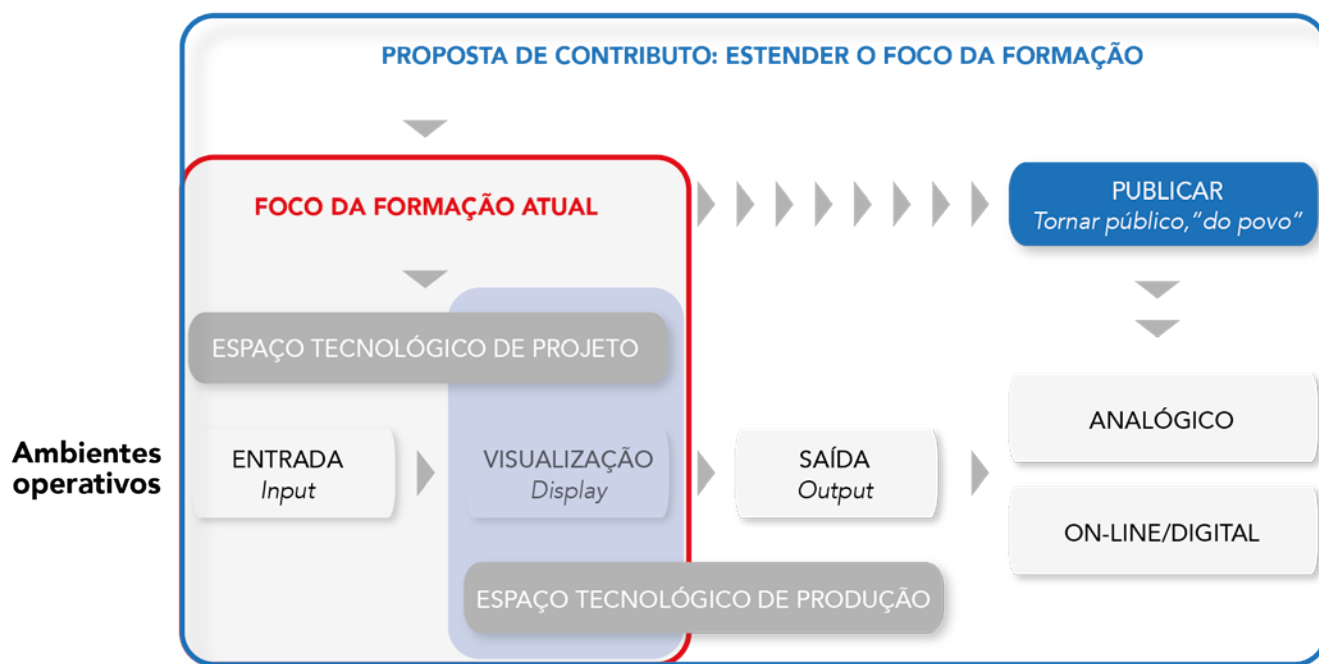 PROPOSTA DE CONTRIBUTO: ESTENDER O FOCO DA FORMAÇÃO
FOCO DA FORMAÇÃO ATUAL
PUBLICAR
Tornar público, “do povo”
ESPAÇO TECNOLÓGICO DE PROJETO
Ambientes
operativos
ENTRADA
Input
VISUALIZAÇÃO
Display
SAÍDA
Output
ANALÓGICO
ON-LINE/DIGITAL
ESPAÇO TECNOLÓGICO DE PRODUÇÃO